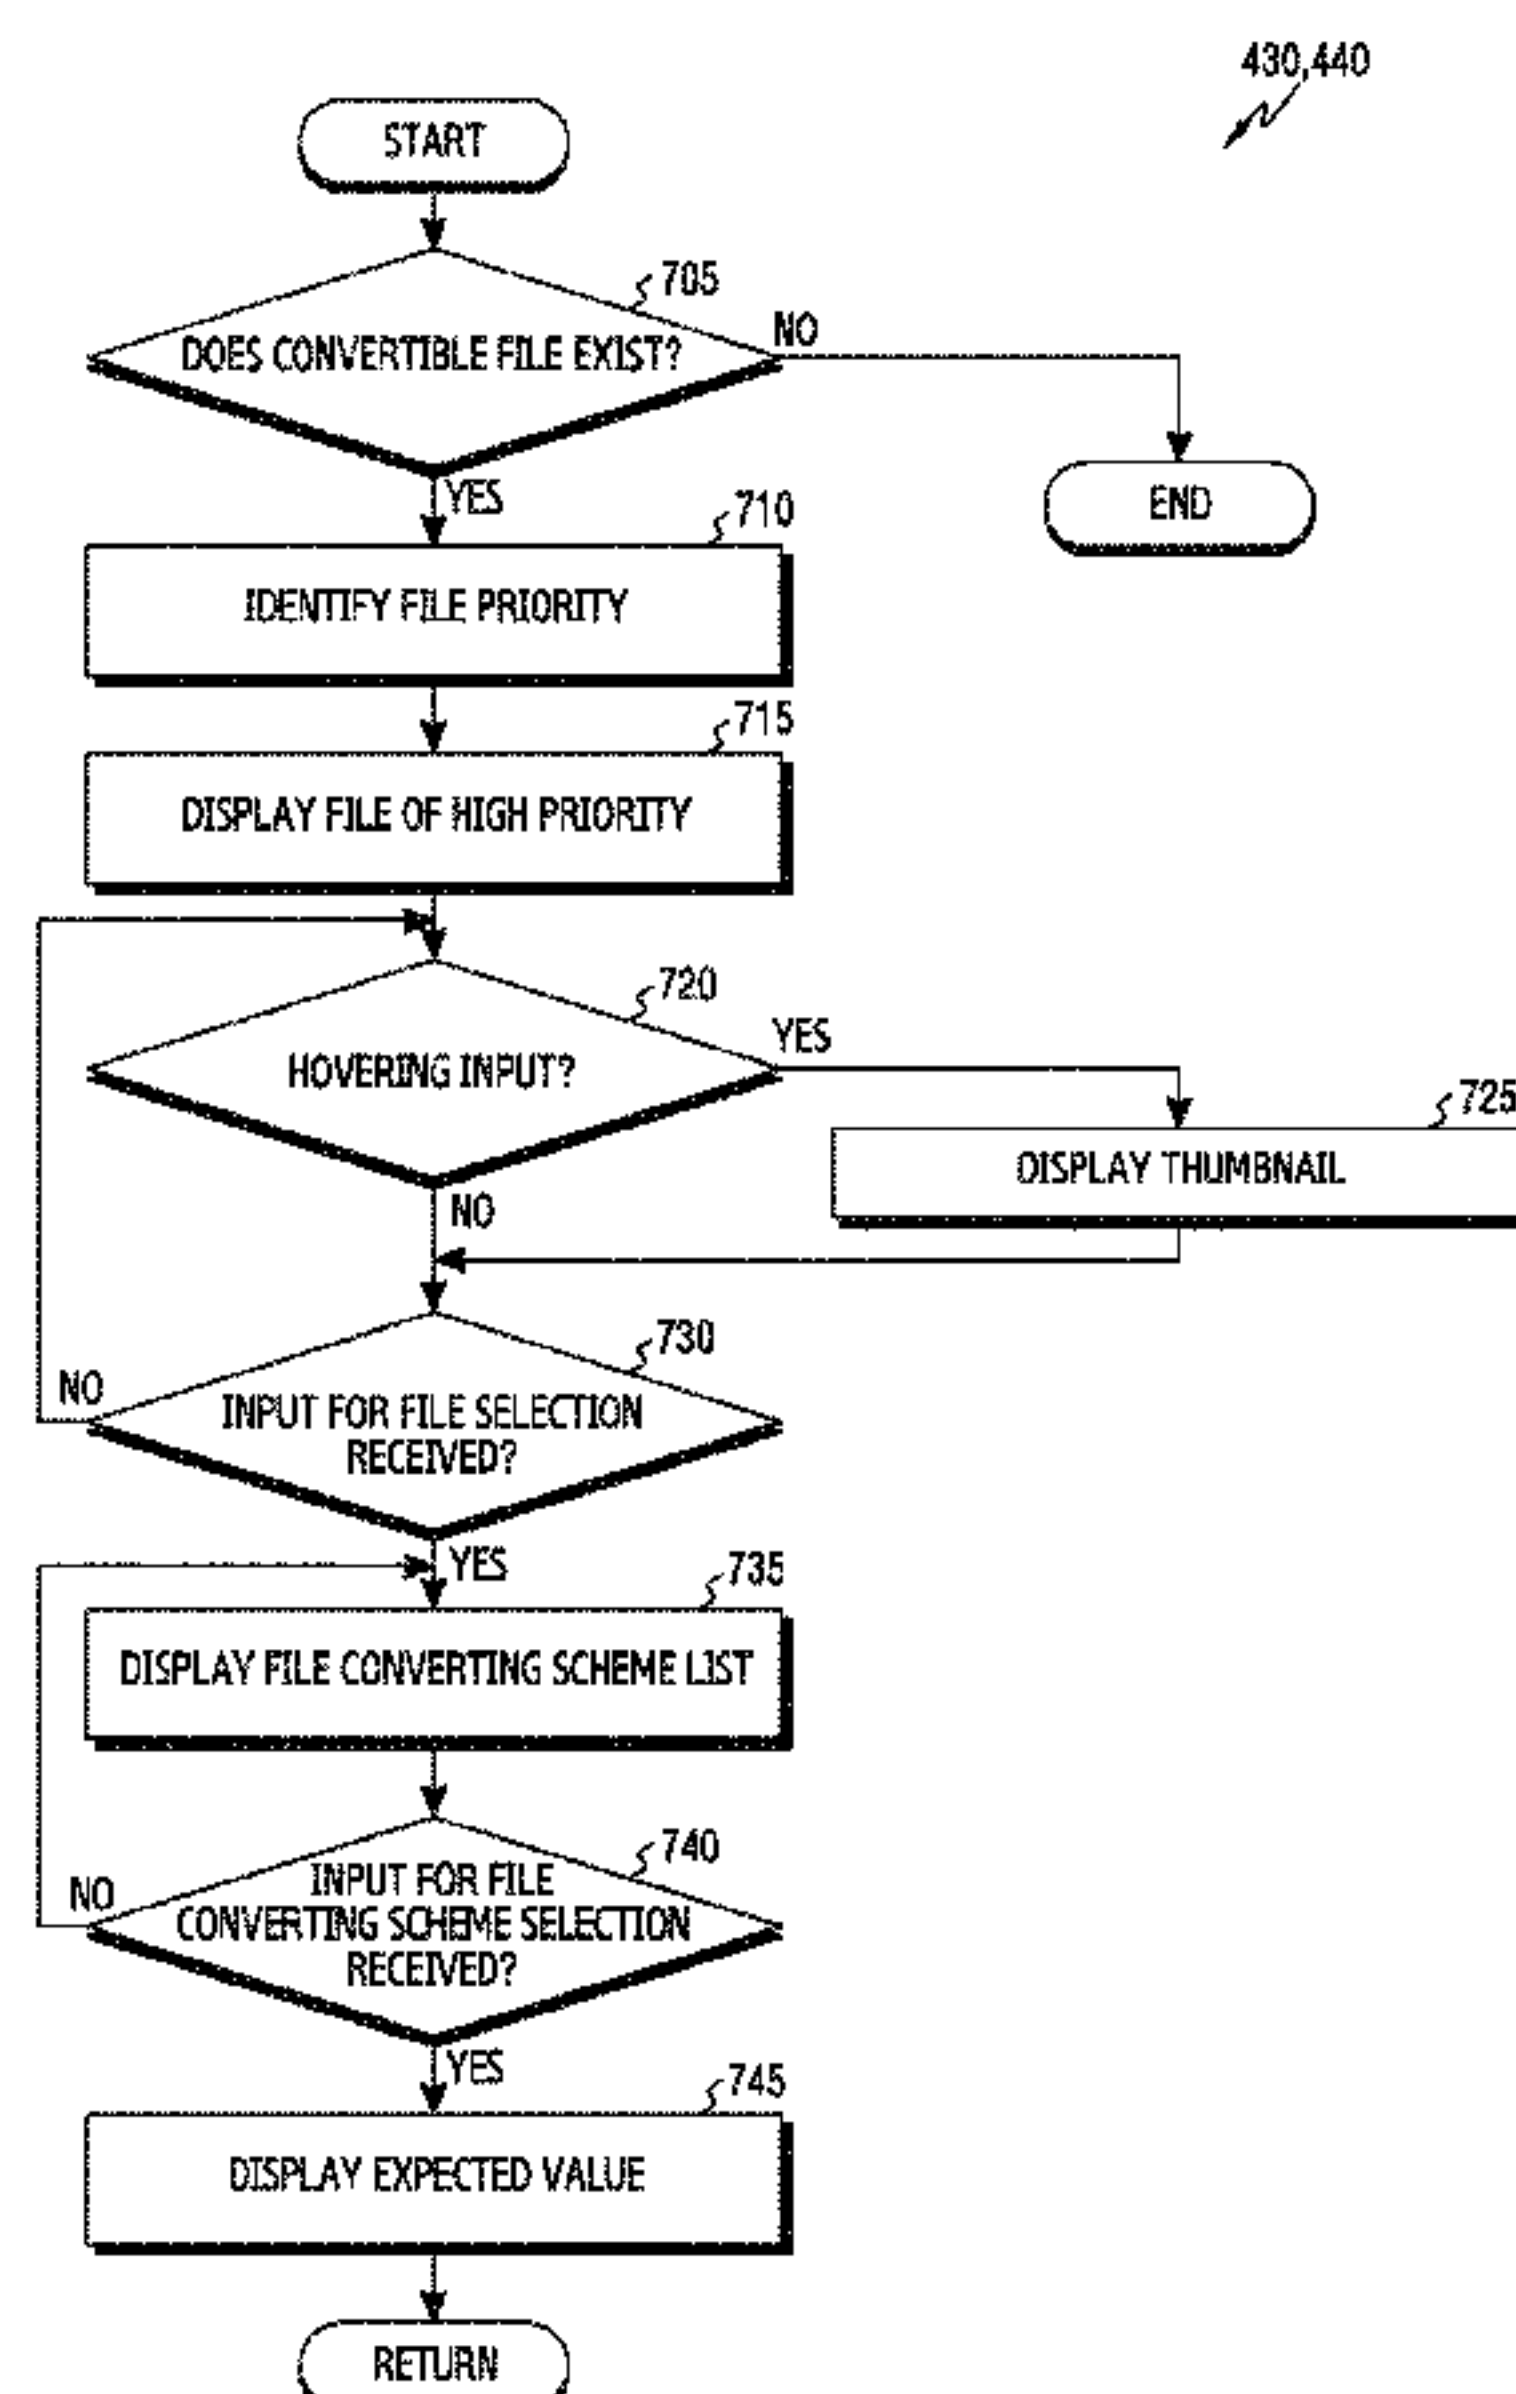 430,440
START
705
DOES CONVERTIBLE FILE EXIST?
NO
END
YES
710
IDENTIFY FILE PRIORITY
715
DISPLAY FILE OF HIGH PRIORITY
720
HOVERING INPUT?
YES
725
DISPLAY THUMBNAIL
NO
730
INPUT FOR FILE SELECTION
RECEIVED?
NO
YES
735
DISPLAY FILE CONVERTING SCHEME LIST
740
INPUT FOR FILE
CONVERTING SCHEME SELECTION
RECEIVED?
NO
YES
745
DISPLAY EXPECTED VALUE
RETURN